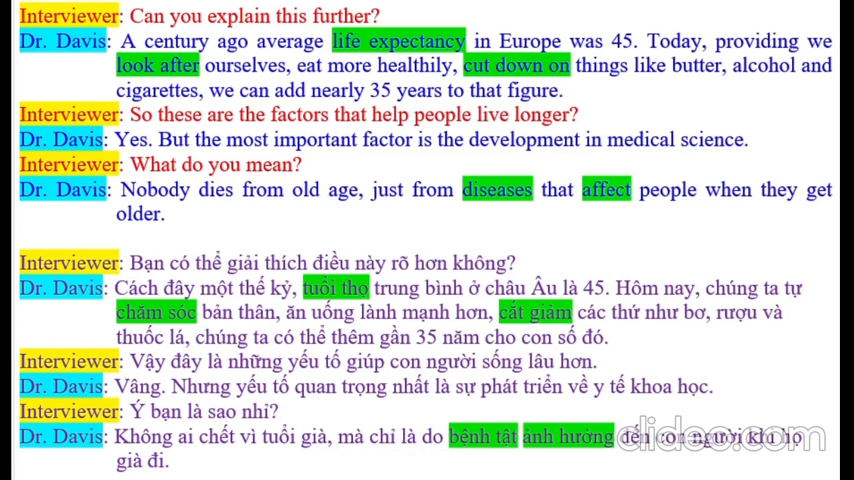 Interviewer: Can you explain this further?
Dr. Davis: A century ago average life expectancy in Europe was 45. Today, providing we
look after ourselves, eat more healthily, cut down on things like butter, alcohol and
cigarettes, we can add nearly 35 years to that figure.
Interviewer: So these are the factors that help people live longer?
Dr. Davis: Yes. But the most important factor is the development in medical science.
Interviewer: What do you mean?
Dr. Davis: Nobody dies from old age, just from diseases that affect people when they get
older.
Interviewer: Bạn có thể giải thích điều này rõ hơn không?
Dr. Davis: Cách đây một thế kỷ, tuổi thọ trung bình ở châu Âu là 45. Hôm nay, chúng ta tự
chăm sóc bản thân, ăn uống lành mạnh hơn, cắt giảm các thứ như bơ, rượu và
thuốc lá, chúng ta có thể thêm gần 35 năm cho con số đó.
Interviewer: Vậy đây là những yếu tố giúp con người sống lâu hơn.
Dr. Davis: Vâng. Nhưng yếu tố quan trọng nhất là sự phát triển về y tế khoa học.
Interviewer: Ý bạn là sao nhỉ?
Dr. Davis: Không ai chết vì tuổi già, mà chỉ là do bệnh tật ảnh hưởng đến con người khi họ
già đi.
clideo.com